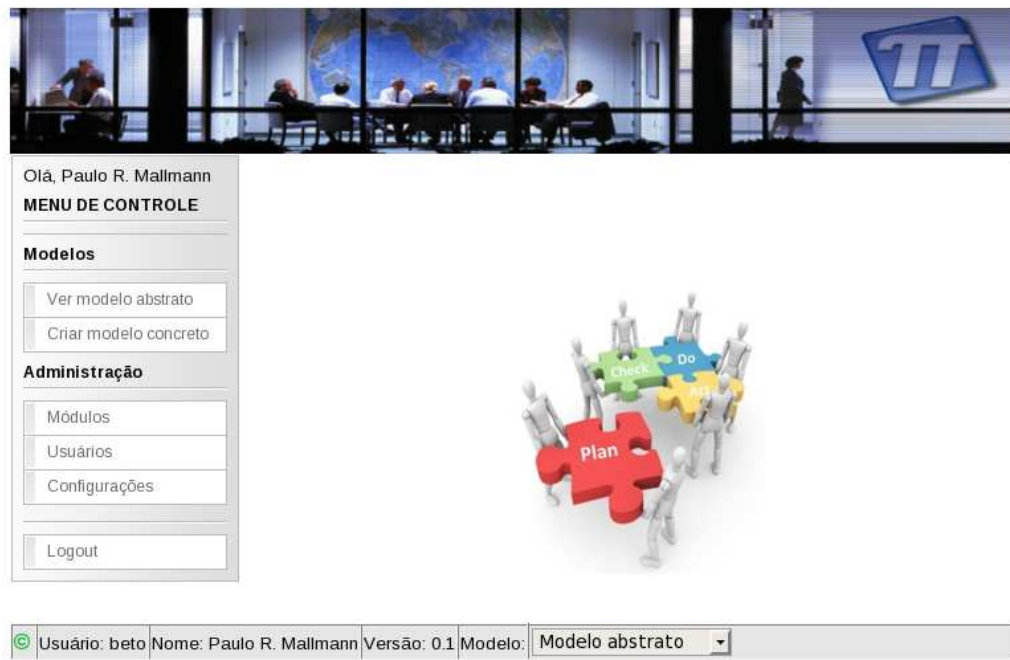 Olá, Paulo R. Mallmann
MENU DE CONTROLE
Modelos
Ver modelo abstrato
Criar modelo concreto
Administração
Módulos
Usuários
Configurações
Logout
Check
Do
Act
Plan
© Usuário: beto Nome: Paulo R. Mallmann Versão: 0.1 Modelo: Modelo abstrato